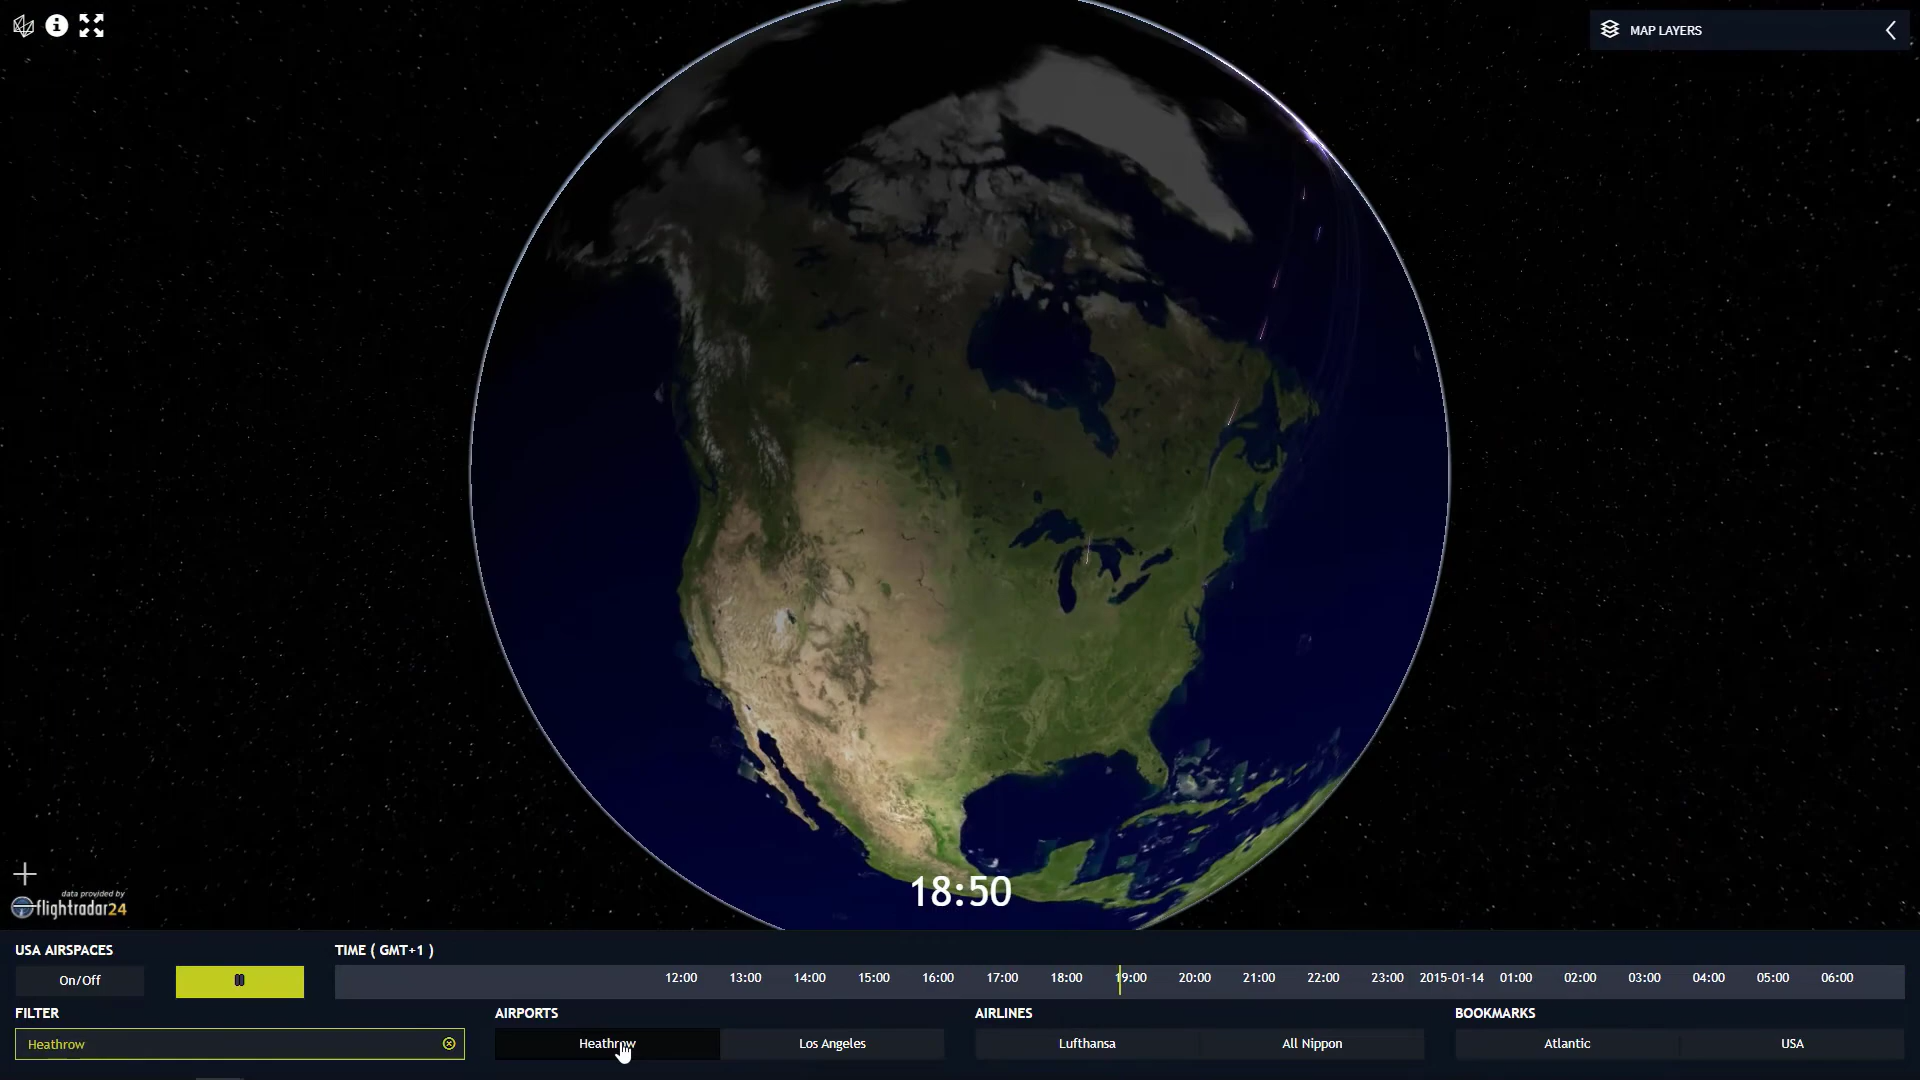 MAP LAYERS
18:50
data provided by
flightradar24
USA AIRSPACES
TIME ( GMT+1 )
On/Off
12:00 13:00 14:00 15:00 16:00 17:00 18:00 19:00 20:00 21:00 22:00 23:00 2015-01-14 01:00 02:00 03:00 04:00 05:00 06:00
FILTER
AIRPORTS
AIRLINES
BOOKMARKS
Heathrow
Heathrow
Los Angeles
Lufthansa
All Nippon
Atlantic
USA